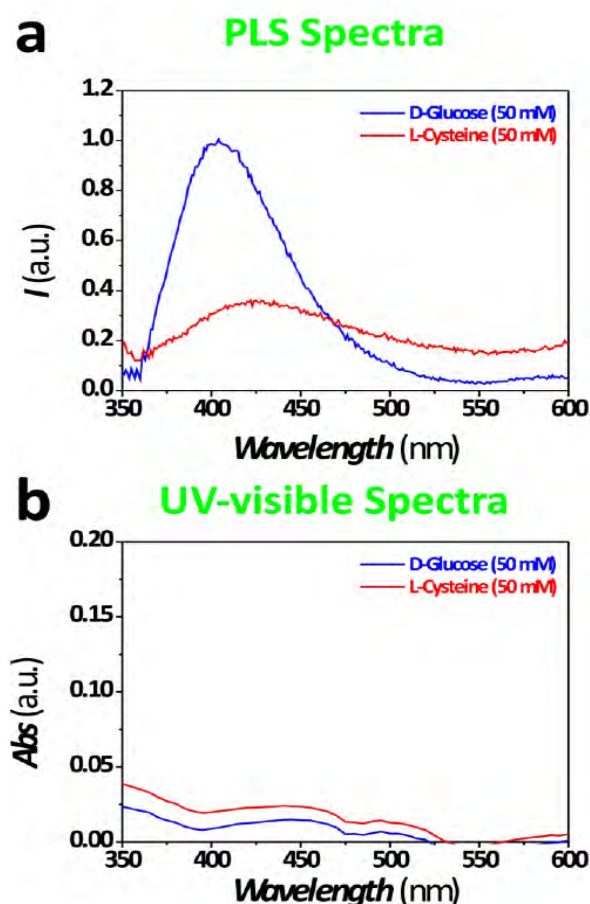 a PLS Spectra
1.2
1.0
0.8
0.6
0.4
0.2
0.0
I (a.u.)
D-Glucose (50 mM)
L-Cysteine (50 mM)
350 400 450 500 550 600
Wavelength (nm)
b UV-visible Spectra
0.20
0.15
0.10
0.05
0.00
Abs (a.u.)
D-Glucose (50 mM)
L-Cysteine (50 mM)
350 400 450 500 550 600
Wavelength (nm)